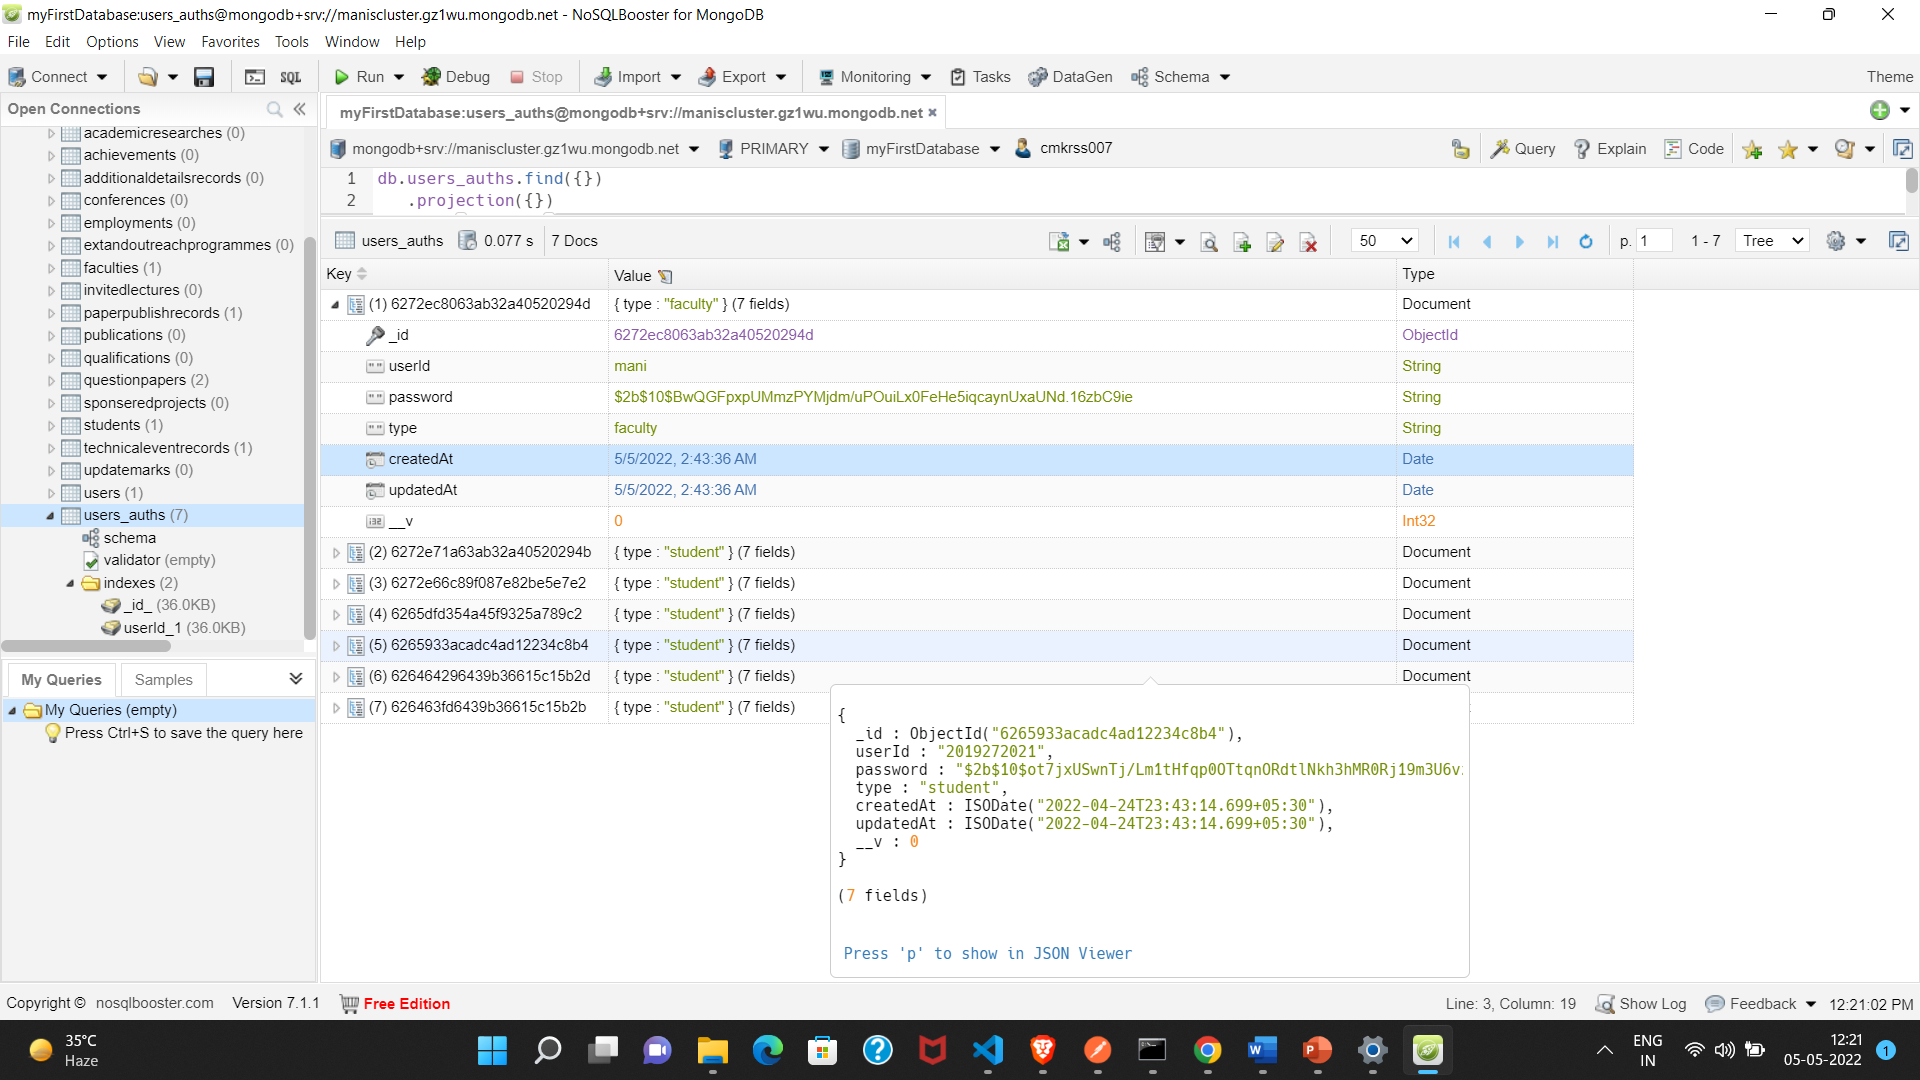 myFirstDatabase:users_auths@mongodb+srv://maniscluster.gz1wu.mongodb.net - NoSQLBooster for MongoDB
File Edit Options View Favorites Tools Window Help
Connect SQL Run Debug Stop Import Export Monitoring Tasks DataGen Schema Theme
Open Connections
academicresearches (0)
achievements (0)
additionaldetailsrecords (0)
conferences (0)
employments (0)
extandoutreachprogrammes (0)
faculties (1)
invitedlectures (0)
paperpublishrecords (1)
publications (0)
qualifications (0)
questionpapers (2)
sponseredprojects (0)
students (1)
technicaleventrecords (1)
updatemarks (0)
users (1)
users_auths (7)
schema
validator (empty)
indexes (2)
_id_ (36.0KB)
userId_1 (36.0KB)
My Queries Samples
My Queries (empty)
Press Ctrl+S to save the query here
myFirstDatabase:users_auths@mongodb+srv://maniscluster.gz1wu.mongodb.net
mongodb+srv://maniscluster.gz1wu.mongodb.net PRIMARY myFirstDatabase cmkrss007 Query Explain Code
1 db.users_auths.find({})
2 .projection({})
users_auths 0.077 s 7 Docs 50 p. 1 1 - 7 Tree
Key Value Type
(1) 6272ec8063ab32a40520294d { type : "faculty" } (7 fields) Document
_id 6272ec8063ab32a40520294d ObjectId
userId mani String
password $2b$10$BwQGFpxpUMmzPYMjdm/uPOuiLx0FeHe5iqcaynUxaUNd.16zbC9ie String
type faculty String
createdAt 5/5/2022, 2:43:36 AM Date
updatedAt 5/5/2022, 2:43:36 AM Date
__v 0 Int32
(2) 6272e71a63ab32a40520294b { type : "student" } (7 fields) Document
(3) 6272e66c89f087e82be5e7e2 { type : "student" } (7 fields) Document
(4) 6265dfd354a45f9325a789c2 { type : "student" } (7 fields) Document
(5) 6265933acadc4ad12234c8b4 { type : "student" } (7 fields) Document
(6) 626464296439b36615c15b2d { type : "student" } (7 fields) Document
(7) 626463fd6439b36615c15b2b { type : "student" } (7 fields)
{
_id : ObjectId("6265933acadc4ad12234c8b4"),
userId : "2019272021",
password : "$2b$10$ot7jxUSwnTj/Lm1tHfqp0OTtqnORdtlNkh3hMR0Rj19m3U6v
type : "student",
createdAt : ISODate("2022-04-24T23:43:14.699+05:30"),
updatedAt : ISODate("2022-04-24T23:43:14.699+05:30"),
__v : 0
}
(7 fields)
Press 'p' to show in JSON Viewer
Copyright © nosqlbooster.com Version 7.1.1 Free Edition Line: 3, Column: 19 Show Log Feedback 12:21:02 PM
35°C
Haze
ENG
IN
12:21
05-05-2022
1